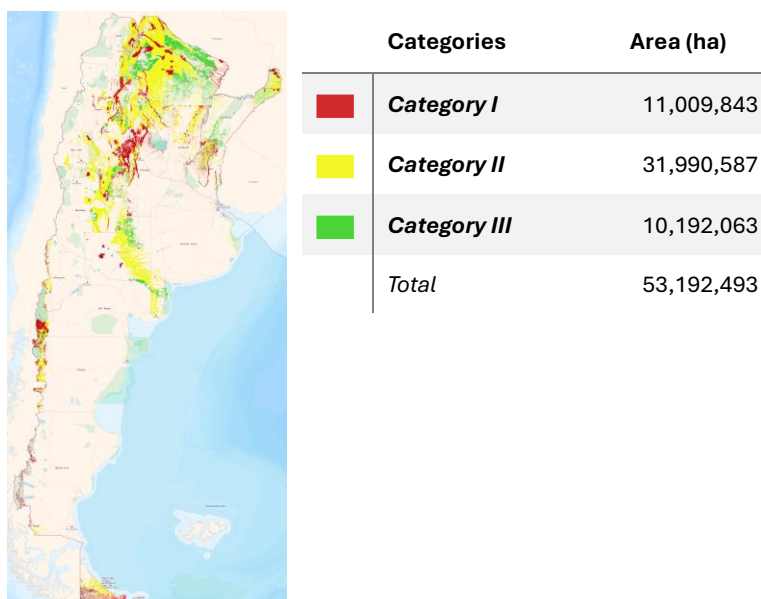 Categories Area (ha)
Category I 11,009,843
Category II 31,990,587
Category III 10,192,063
Total 53,192,493